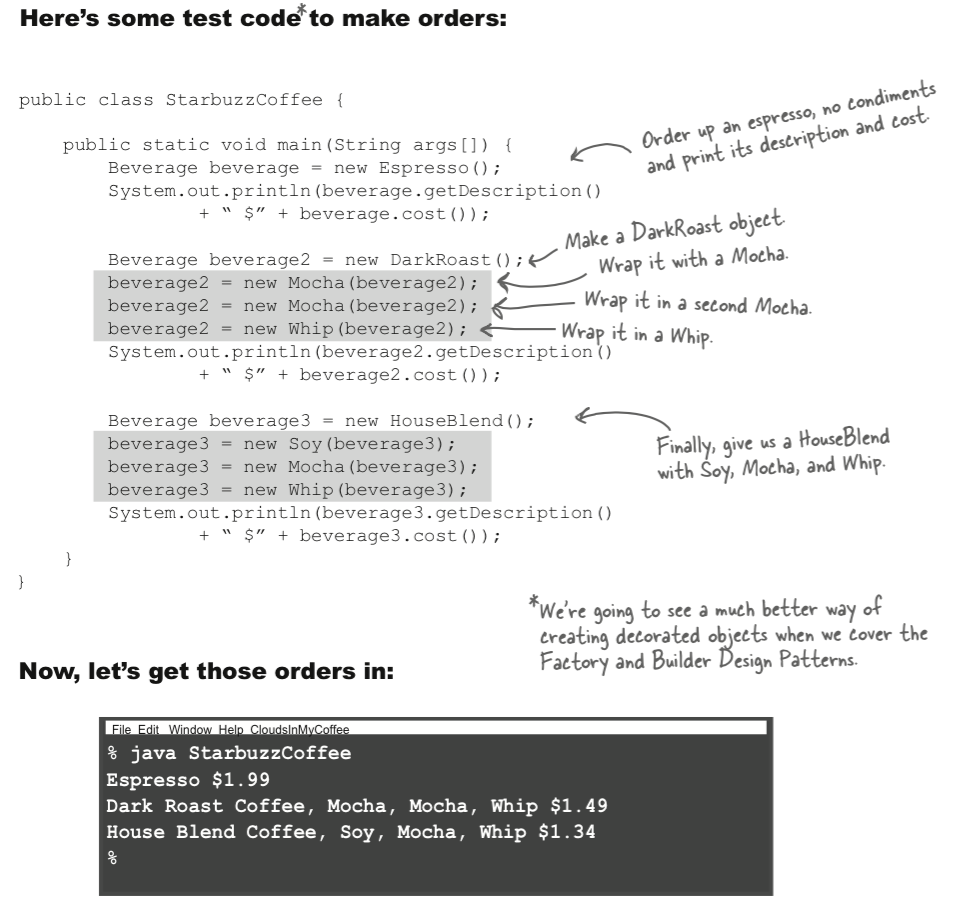 Here’s some test code* to make orders:
public class StarbuzzCoffee {
public static void main(String args[]) {
Order up an espresso, no condiments
and print its description and cost.
Beverage beverage = new Espresso();
System.out.println(beverage.getDescription()
+ “ $” + beverage.cost());
Beverage beverage2 = new DarkRoast();
Make a DarkRoast object.
beverage2 = new Mocha(beverage2);
Wrap it with a Mocha.
beverage2 = new Mocha(beverage2);
Wrap it in a second Mocha.
beverage2 = new Whip(beverage2);
Wrap it in a Whip.
System.out.println(beverage2.getDescription()
+ “ $” + beverage2.cost());
Beverage beverage3 = new HouseBlend();
beverage3 = new Soy(beverage3);
beverage3 = new Mocha(beverage3);
beverage3 = new Whip(beverage3);
Finally, give us a HouseBlend
with Soy, Mocha, and Whip.
System.out.println(beverage3.getDescription()
+ “ $” + beverage3.cost());
}
}
*We’re going to see a much better way of
creating decorated objects when we cover the
Factory and Builder Design Patterns.
Now, let’s get those orders in:
File Edit Window Help CloudsInMyCoffee
% java StarbuzzCoffee
Espresso $1.99
Dark Roast Coffee, Mocha, Mocha, Whip $1.49
House Blend Coffee, Soy, Mocha, Whip $1.34
%